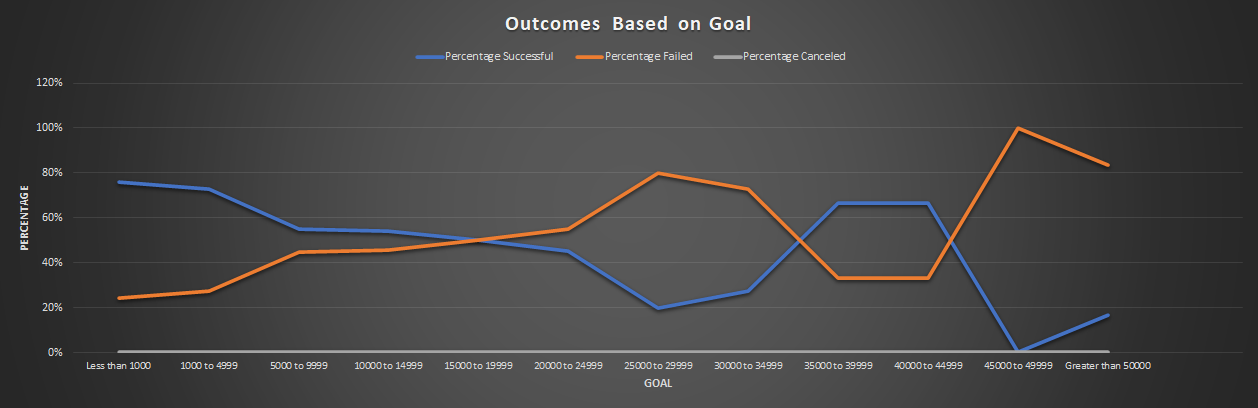 Outcomes Based on Goal
Percentage Successful Percentage Failed Percentage Canceled
120%
100%
80%
60%
40%
20%
0%
PERCENTAGE
Less than 1000 1000 to 4999 5000 to 9999 10000 to 14999 15000 to 19999 20000 to 24999 25000 to 29999 30000 to 34999 35000 to 39999 40000 to 44999 45000 to 49999 Greater than 50000
GOAL